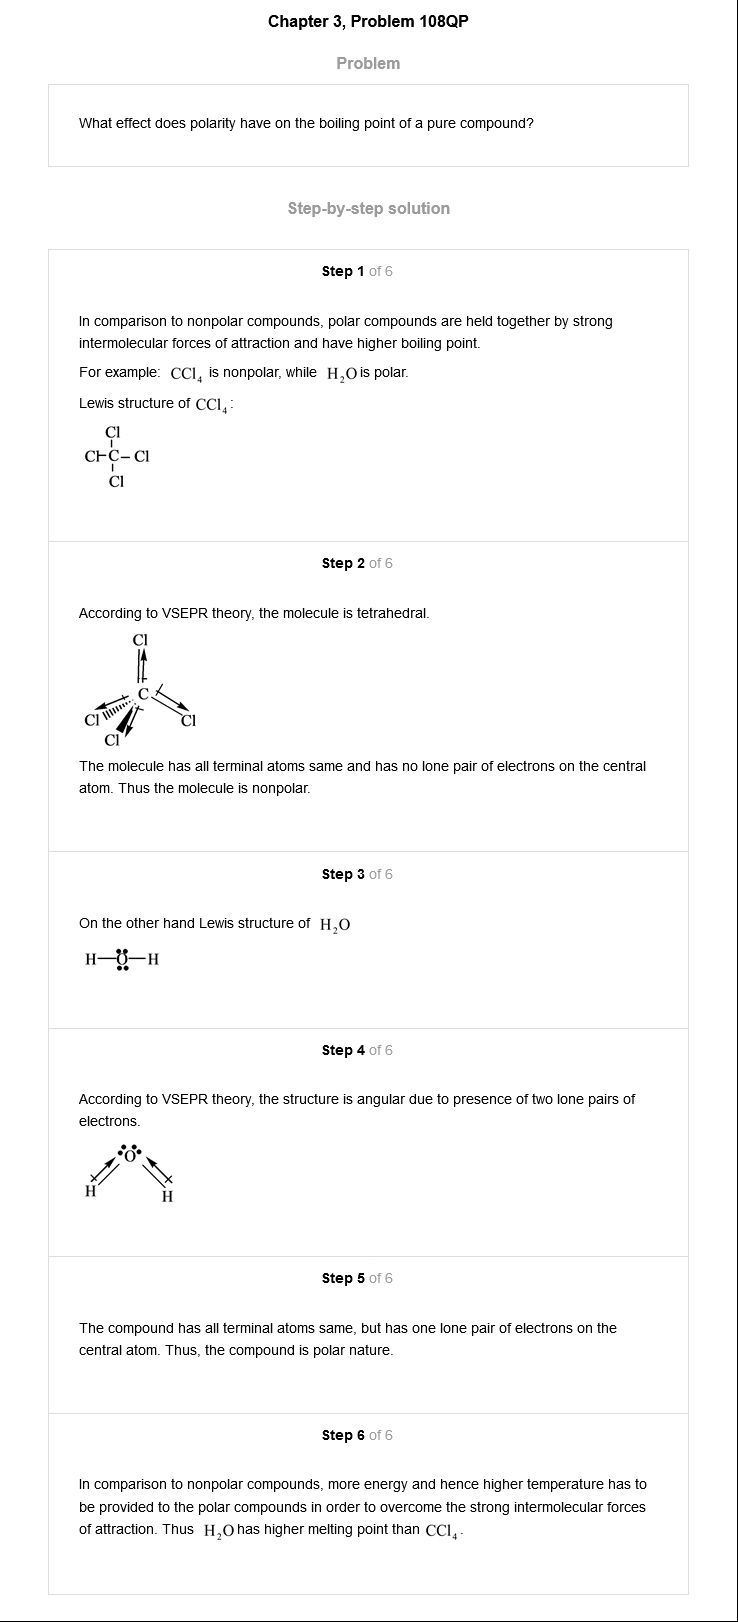 Chapter 3, Problem 108QP
Problem
What effect does polarity have on the boiling point of a pure compound?
Step-by-step solution
Step 1 of 6
In comparison to nonpolar compounds, polar compounds are held together by strong
intermolecular forces of attraction and have higher boiling point.
For example: CCl₄ is nonpolar, while H₂O is polar.
Lewis structure of CCl₄:
Cl
Cl-C-Cl
Cl
Step 2 of 6
According to VSEPR theory, the molecule is tetrahedral.
Cl
C
Cl Cl
Cl
The molecule has all terminal atoms same and has no lone pair of electrons on the central
atom. Thus the molecule is nonpolar.
Step 3 of 6
On the other hand Lewis structure of H₂O
H—O—H
Step 4 of 6
According to VSEPR theory, the structure is angular due to presence of two lone pairs of
electrons.
O
H H
Step 5 of 6
The compound has all terminal atoms same, but has one lone pair of electrons on the
central atom. Thus, the compound is polar nature.
Step 6 of 6
In comparison to nonpolar compounds, more energy and hence higher temperature has to
be provided to the polar compounds in order to overcome the strong intermolecular forces
of attraction. Thus H₂O has higher melting point than CCl₄.